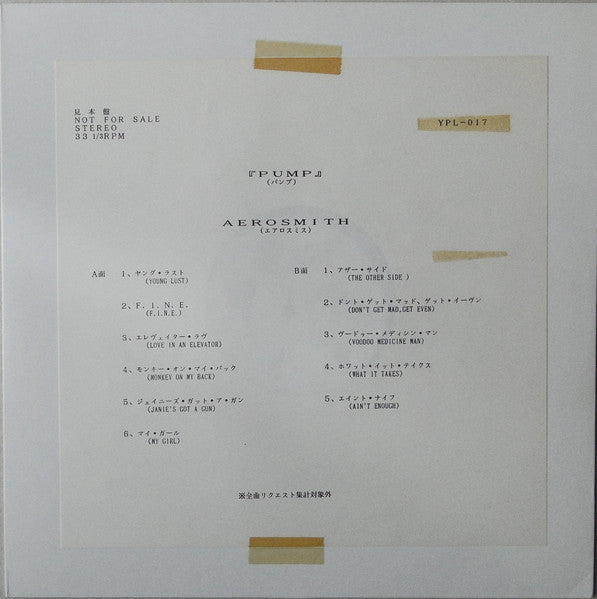 見本盤
NOT FOR SALE
STEREO
33 1/3RPM
YPL-017
『PUMP』
(パンプ)
AEROSMITH
(エアロスミス)
A面
1、ヤング・ラスト
(YOUNG LUST)
2、F．I．N．E．
(F.I.N.E.)
3、エレヴェイター・ラヴ
(LOVE IN AN ELEVATOR)
4、モンキー・オン・マイ・バック
(MONKEY ON MY BACK)
5、ジェイニーズ・ガット・ア・ガン
(JANIE'S GOT A GUN)
6、マイ・ガール
(MY GIRL)
B面
1、アザー・サイド
(THE OTHER SIDE )
2、ドント・ゲット・マッド、ゲット・イーヴン
(DON'T GET MAD,GET EVEN)
3、ヴードゥー・メディシン・マン
(VOODOO MEDICINE MAN)
4、ホワット・イット・テイクス
(WHAT IT TAKES)
5、エイント・ナイフ
(AIN'T ENOUGH)
※全曲リクエスト集計対象外